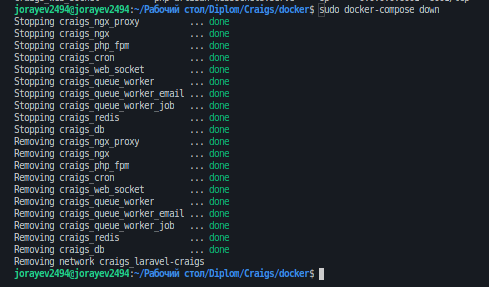 jorayev2494@jorayev2494:~/Рабочий стол/Diplom/Craigs/docker$ sudo docker-compose down
Stopping craigs_ngx_proxy ... done
Stopping craigs_ngx ... done
Stopping craigs_php_fpm ... done
Stopping craigs_cron ... done
Stopping craigs_web_socket ... done
Stopping craigs_queue_worker ... done
Stopping craigs_queue_worker_email ... done
Stopping craigs_queue_worker_job ... done
Stopping craigs_redis ... done
Stopping craigs_db ... done
Removing craigs_ngx_proxy ... done
Removing craigs_ngx ... done
Removing craigs_php_fpm ... done
Removing craigs_cron ... done
Removing craigs_web_socket ... done
Removing craigs_queue_worker ... done
Removing craigs_queue_worker_email ... done
Removing craigs_queue_worker_job ... done
Removing craigs_redis ... done
Removing craigs_db ... done
Removing network craigs_laravel-craigs
jorayev2494@jorayev2494:~/Рабочий стол/Diplom/Craigs/docker$